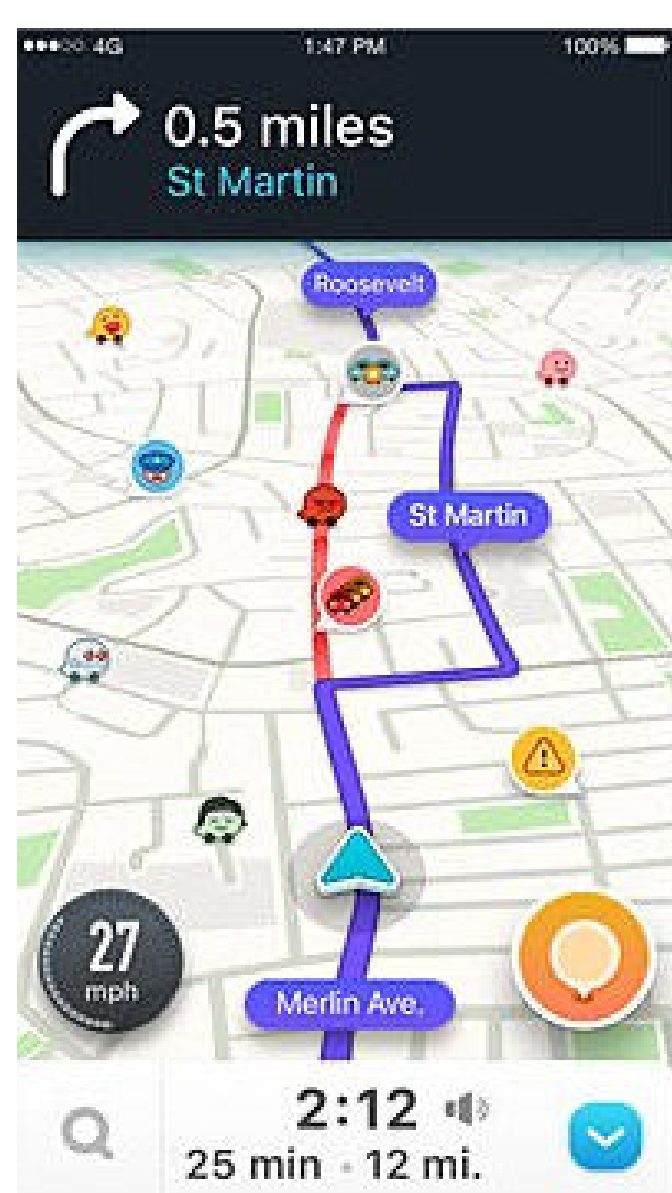 4G 1:47 PM 100%
0.5 miles
St Martin
Roosevelt
St Martin
27
mph
Merlin Ave.
2:12
25 min · 12 mi.